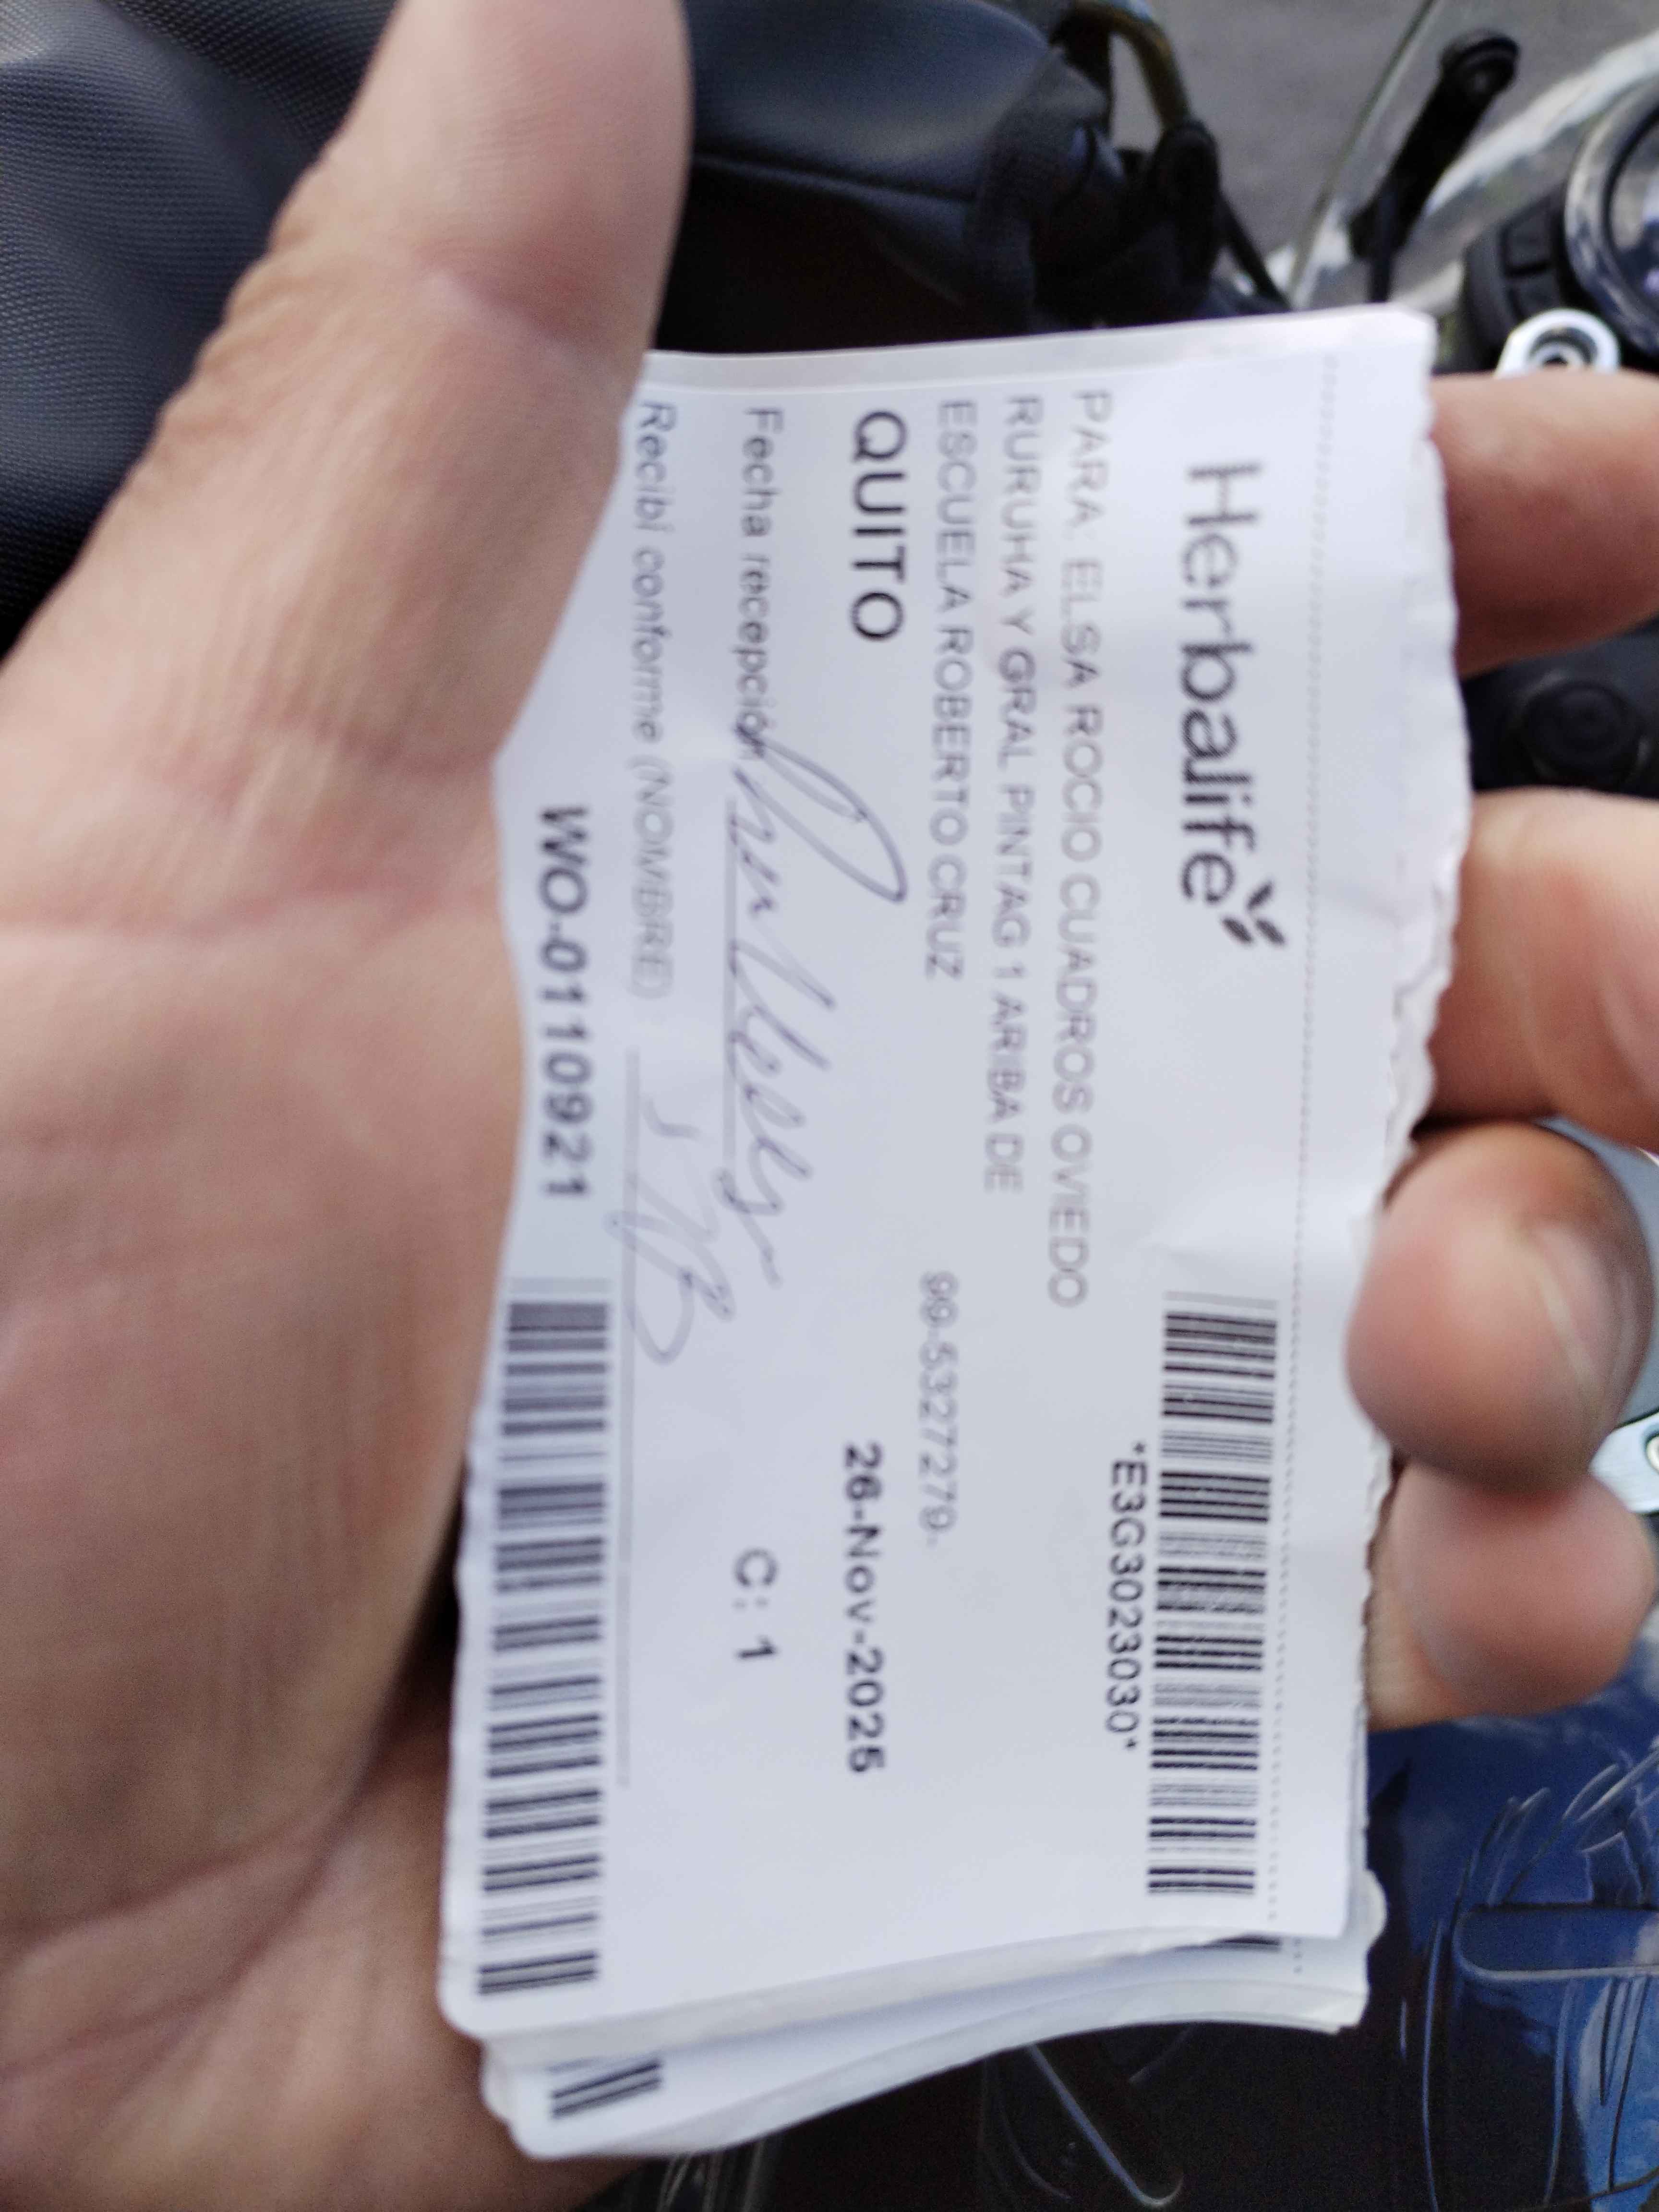 Herbalife
*E3G3023030*
PARA: ELSA ROCIO CUADROS OVIEDO
RURUHA Y GRAL PINTAG 1 ARIBA DE
ESCUELA ROBERTO CRUZ
99-5327279-
QUITO
26-Nov-2025
Fecha recepción
C: 1
Recibí conforme (NOMBRE)
WO-01110921